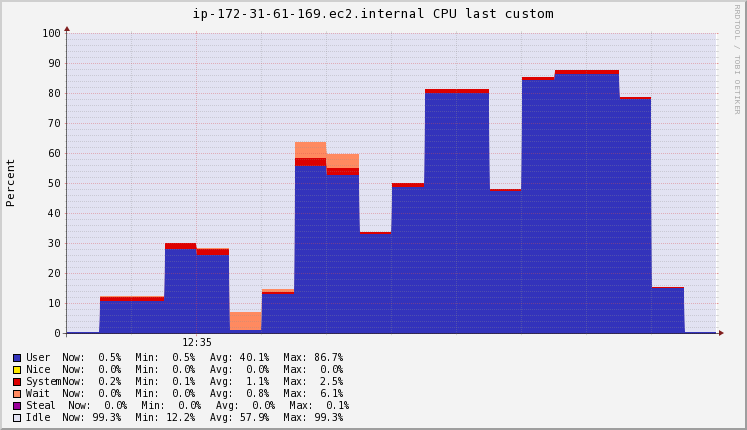 ip-172-31-61-169.ec2.internal CPU last custom
RRDTOOL / TOBI OETIKER
Percent
100
90
80
70
60
50
40
30
20
10
0
12:35
User Now: 0.5% Min: 0.5% Avg: 40.1% Max: 86.7%
Nice Now: 0.0% Min: 0.0% Avg: 0.0% Max: 0.0%
System Now: 0.2% Min: 0.1% Avg: 1.1% Max: 2.5%
Wait Now: 0.0% Min: 0.0% Avg: 0.8% Max: 6.1%
Steal Now: 0.0% Min: 0.0% Avg: 0.0% Max: 0.1%
Idle Now: 99.3% Min: 12.2% Avg: 57.9% Max: 99.3%